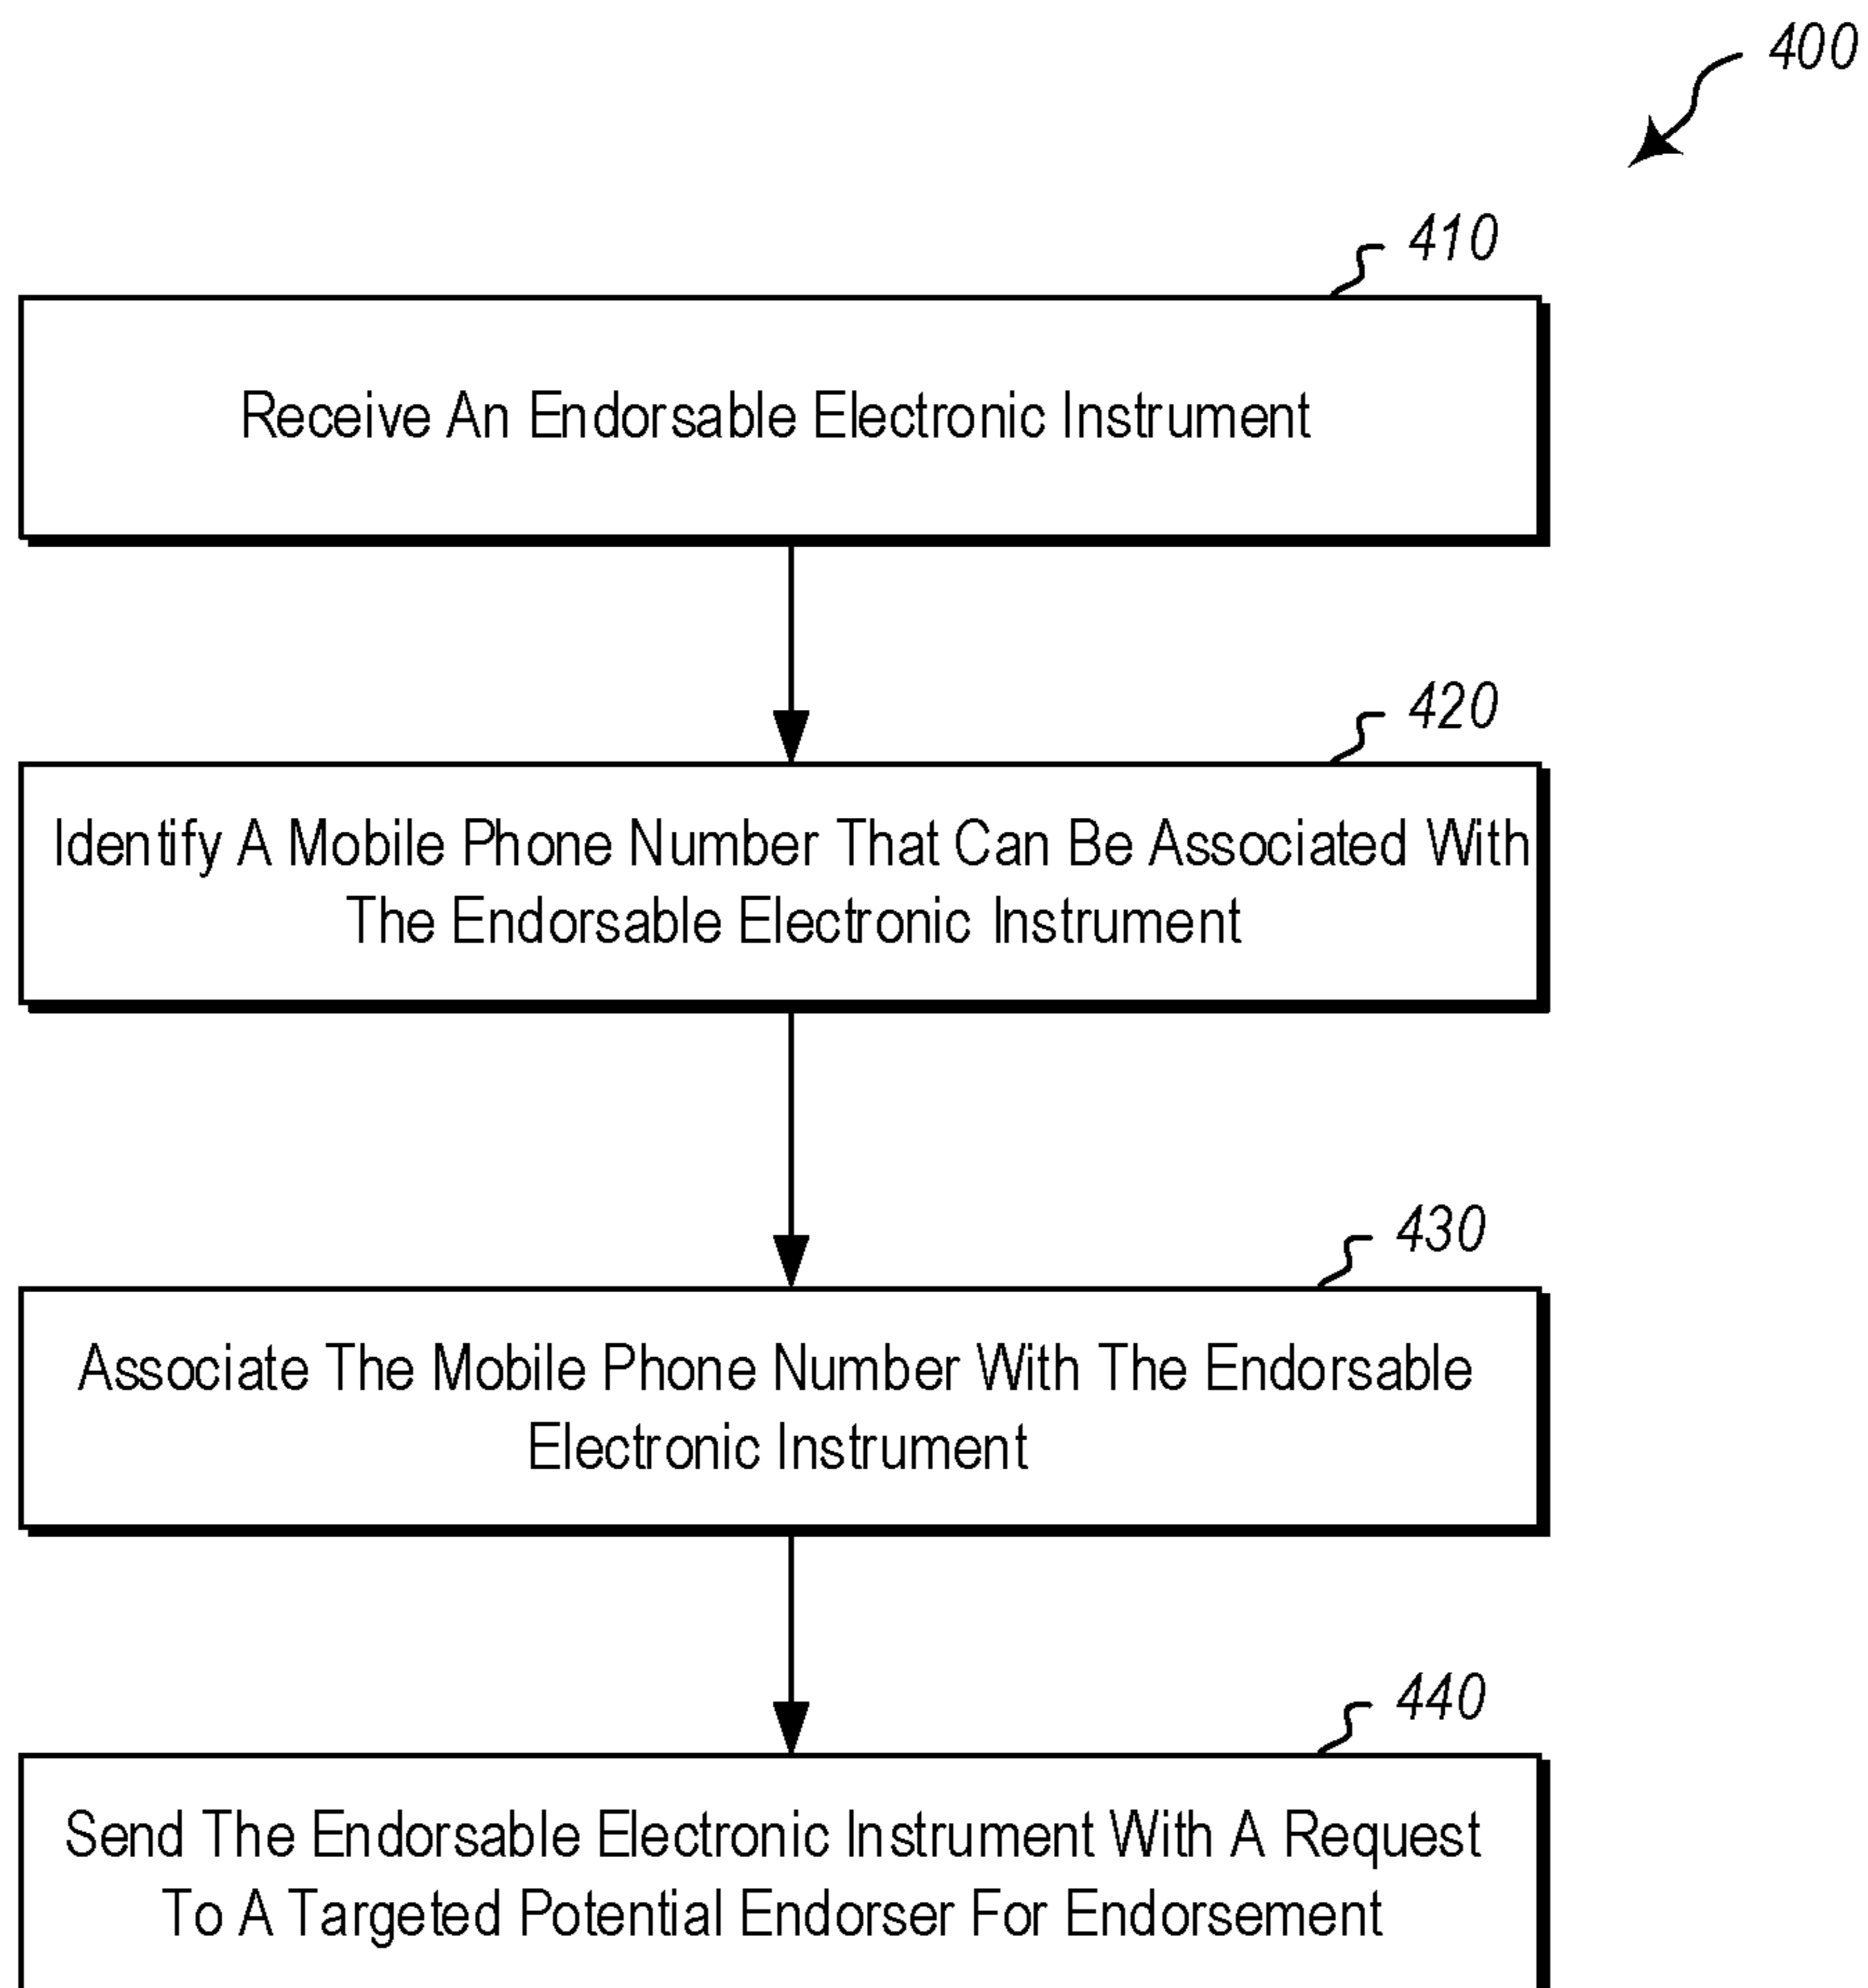 400
410
Receive An Endorsable Electronic Instrument
420
Identify A Mobile Phone Number That Can Be Associated With
The Endorsable Electronic Instrument
430
Associate The Mobile Phone Number With The Endorsable
Electronic Instrument
440
Send The Endorsable Electronic Instrument With A Request
To A Targeted Potential Endorser For Endorsement